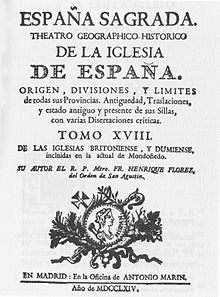 ESPAÑA SAGRADA.
THEATRO GEOGRAPHICO-HISTORICO
DE LA IGLESIA
DE ESPAÑA.
ORIGEN, DIVISIONES, Y LIMITES
de todas sus Provincias. Antiguedad, Traslaciones,
y estado antiguo y presente de sus Sillas,
con varias Disertaciones criticas.
TOMO XVIII.
DE LAS IGLESIAS BRITONIENSE, Y DUMIENSE,
incluidas en la actual de Mondoñedo.
SU AUTOR EL R. P. Mtro. FR. HENRIQUE FLOREZ,
del Orden de San Agustin.
EN MADRID: En la Oficina de ANTONIO MARIN.
Año de MDCCLXIV.